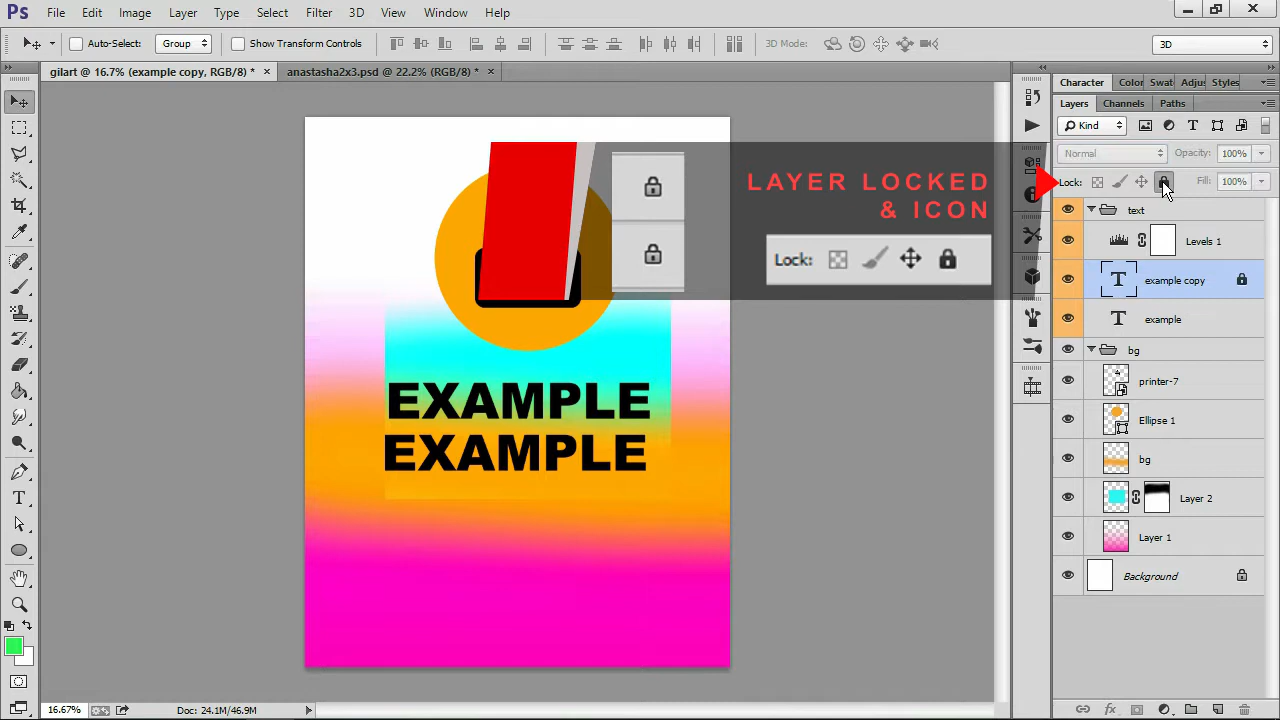 Ps File Edit Image Layer Type Select Filter 3D View Window Help
Auto-Select: Group Show Transform Controls 3D Mode: 3D
gilart @ 16.7% (example copy, RGB/8) * × anastasha2x3.psd @ 22.2% (RGB/8) * ×
Character Color Swat Adju: Styles
Layers Channels Paths
Kind
Normal Opacity: 100%
Lock: Fill: 100%
LAYER LOCKED
& ICON
Lock:
text
Levels 1
T example copy
T example
bg
printer-7
Ellipse 1
bg
Layer 2
Layer 1
Background
EXAMPLE
EXAMPLE
16.67% Doc: 24.1M/46.9M
fx